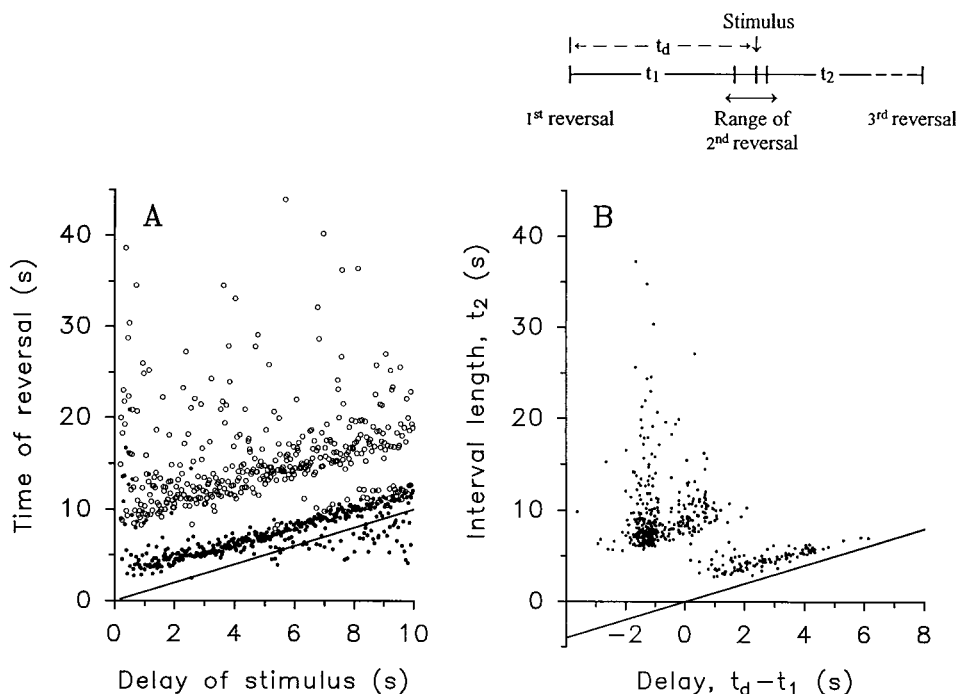 Stimulus
t_d
t_1 t_2
1st reversal Range of 2nd reversal 3rd reversal
A
Time of reversal (s)
40
30
20
10
0
0 2 4 6 8 10
Delay of stimulus (s)
B
Interval length, t_2 (s)
40
30
20
10
0
−2 0 2 4 6 8
Delay, t_d−t_1 (s)